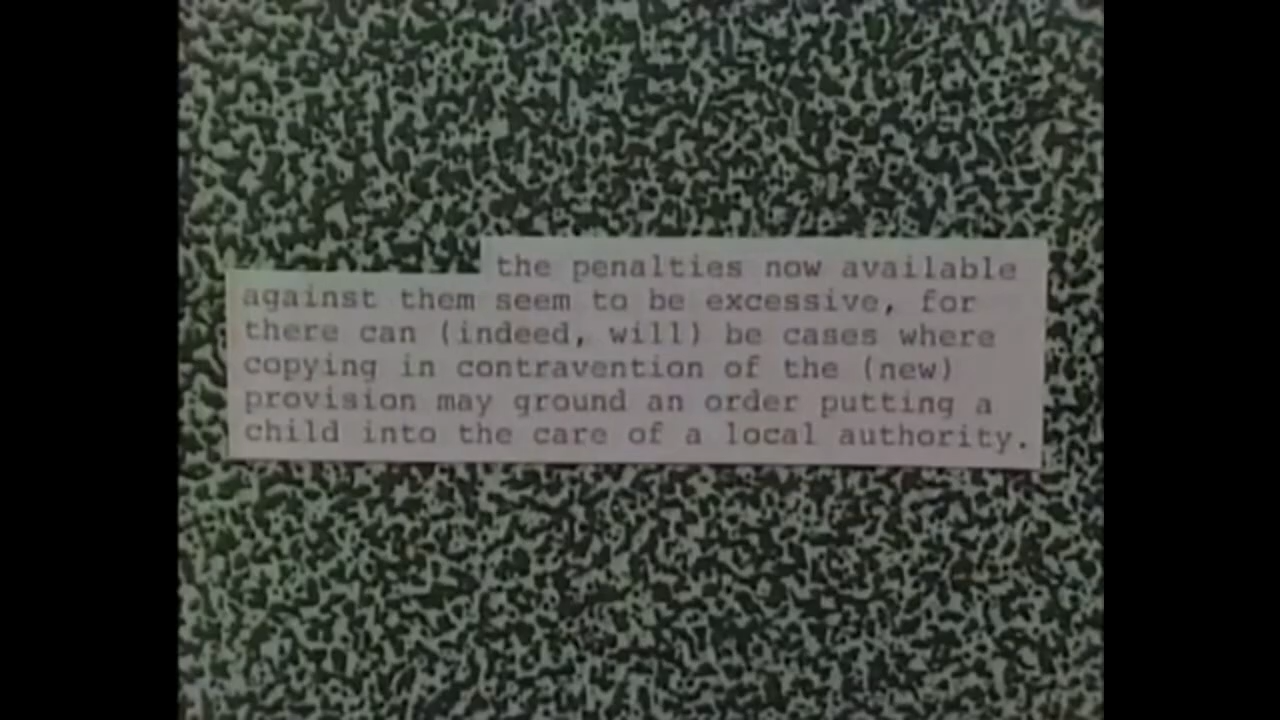 the penalties now available
against them seem to be excessive, for
there can (indeed, will) be cases where
copying in contravention of the (new)
provision may ground an order putting a
child into the care of a local authority.